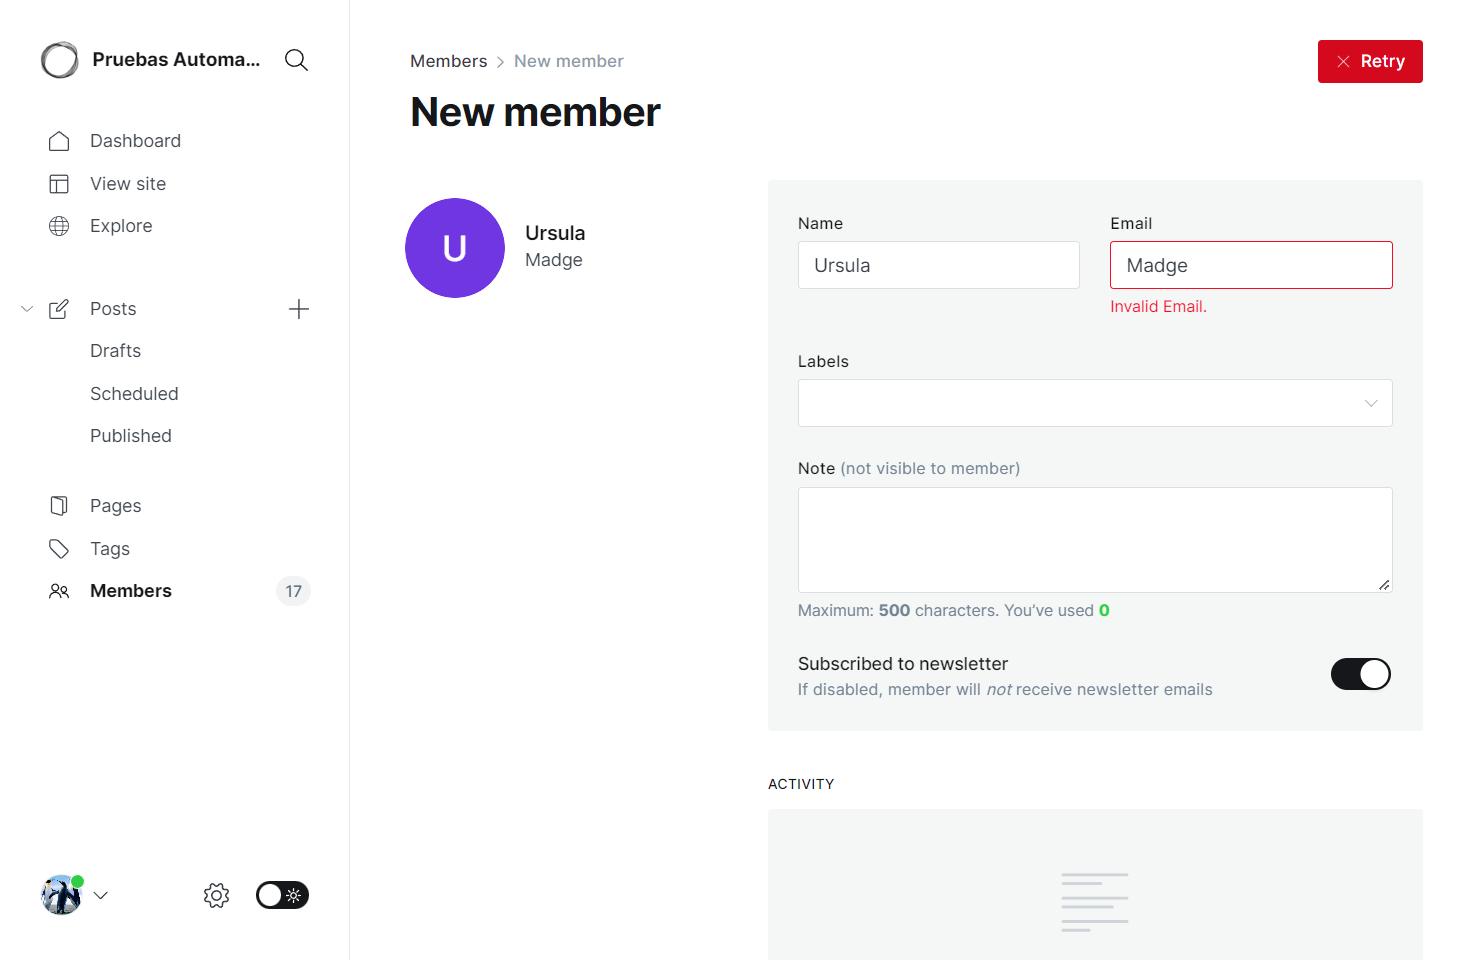 Pruebas Automa...
Dashboard
View site
Explore
Posts
Drafts
Scheduled
Published
Pages
Tags
Members
17
Members > New member
Retry
New member
U
Ursula
Madge
Name
Email
Ursula
Madge
Invalid Email.
Labels
Note (not visible to member)
Maximum: 500 characters. You’ve used 0
Subscribed to newsletter
If disabled, member will not receive newsletter emails
ACTIVITY